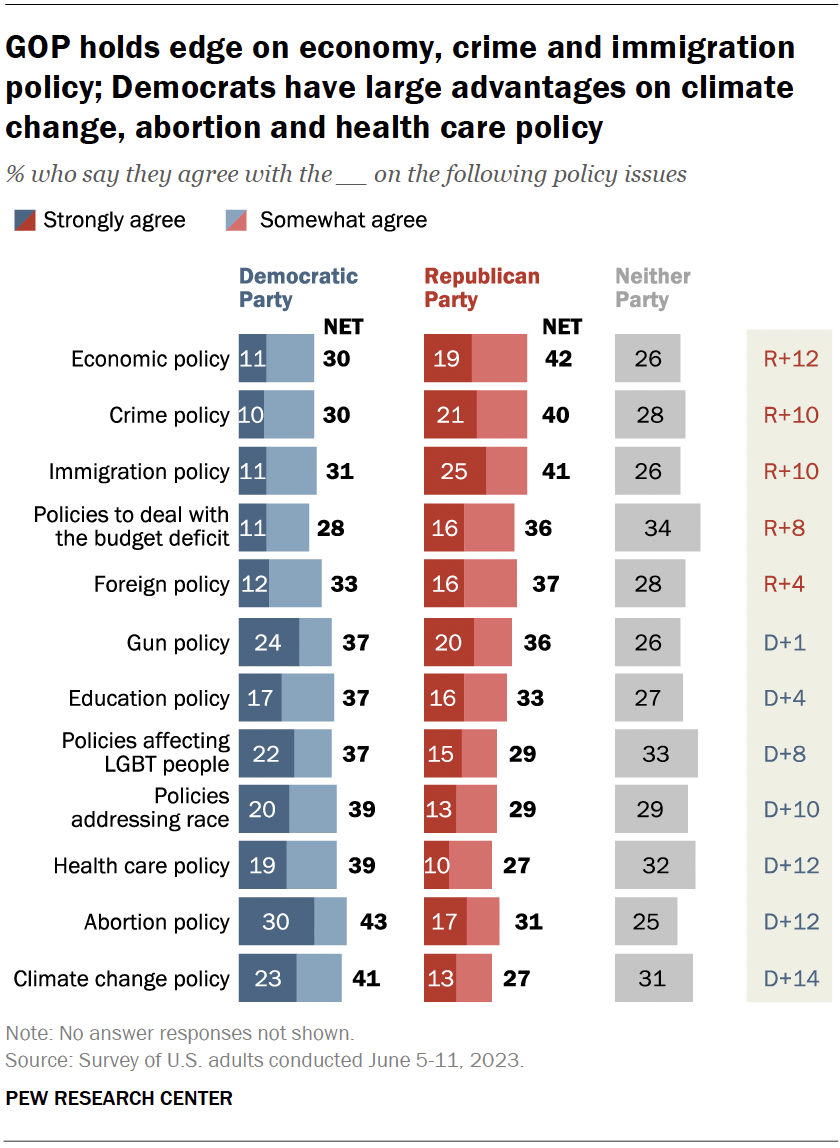 GOP holds edge on economy, crime and immigration
policy; Democrats have large advantages on climate
change, abortion and health care policy
% who say they agree with the __ on the following policy issues
Strongly agree Somewhat agree
Democratic Party Republican Party Neither Party
NET NET
Economic policy 11 30 19 42 26 R+12
Crime policy 10 30 21 40 28 R+10
Immigration policy 11 31 25 41 26 R+10
Policies to deal with
the budget deficit 11 28 16 36 34 R+8
Foreign policy 12 33 16 37 28 R+4
Gun policy 24 37 20 36 26 D+1
Education policy 17 37 16 33 27 D+4
Policies affecting
LGBT people 22 37 15 29 33 D+8
Policies
addressing race 20 39 13 29 29 D+10
Health care policy 19 39 10 27 32 D+12
Abortion policy 30 43 17 31 25 D+12
Climate change policy 23 41 13 27 31 D+14
Note: No answer responses not shown.
Source: Survey of U.S. adults conducted June 5-11, 2023.
PEW RESEARCH CENTER